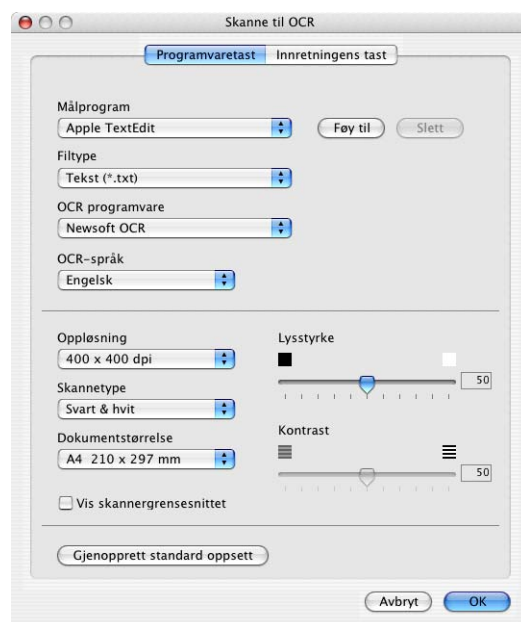 Skanne til OCR
Programvaretast Innretningens tast
Målprogram
Apple TextEdit Føy til Slett
Filtype
Tekst (*.txt)
OCR programvare
Newsoft OCR
OCR-språk
Engelsk
Oppløsning Lysstyrke
400 x 400 dpi
50
Skannetype
Svart & hvit
Dokumentstørrelse Kontrast
A4 210 x 297 mm
50
Vis skannergrensesnittet
Gjenopprett standard oppsett
Avbryt OK